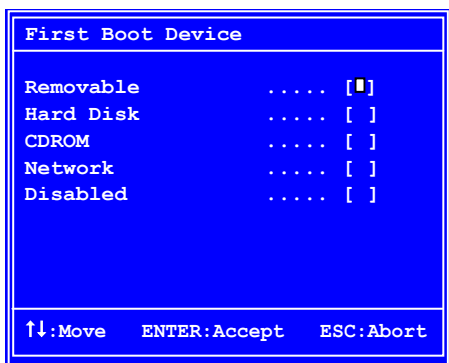 First Boot Device
Removable ..... [▮]
Hard Disk ..... [ ]
CDROM ..... [ ]
Network ..... [ ]
Disabled ..... [ ]
↑↓:Move ENTER:Accept ESC:Abort